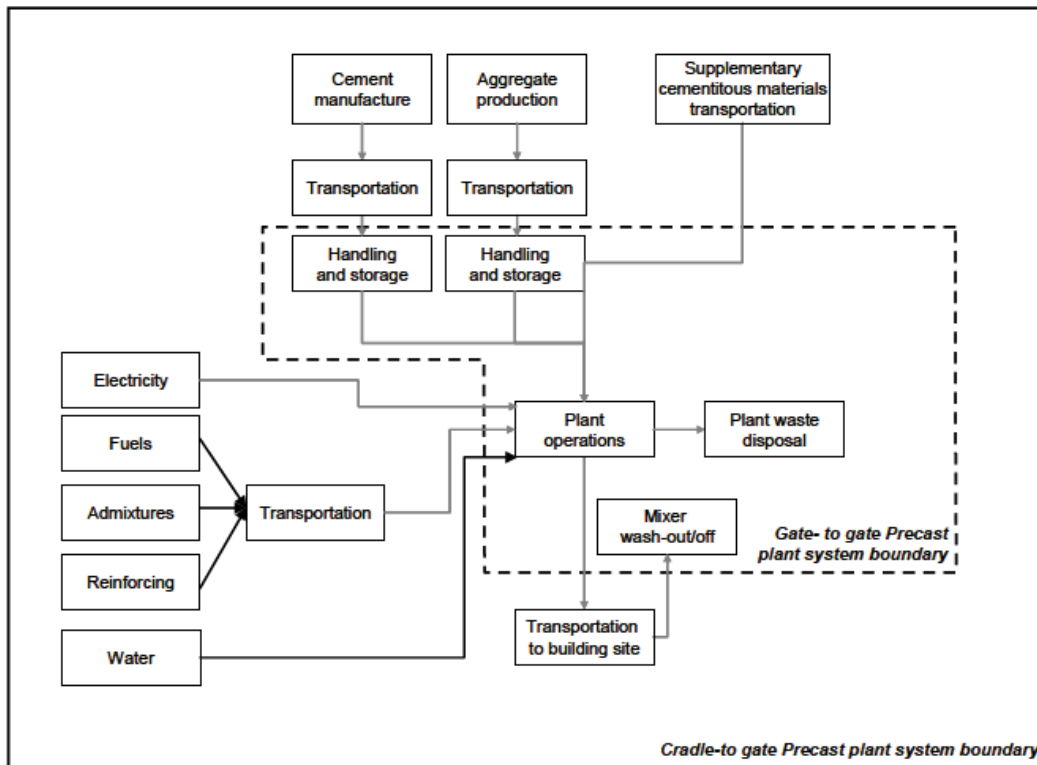 Cement
manufacture
Aggregate
production
Supplementary
cementitous materials
transportation
Transportation
Transportation
Handling
and storage
Handling
and storage
Electricity
Fuels
Admixtures
Reinforcing
Water
Transportation
Plant
operations
Plant waste
disposal
Mixer
wash-out/off
Gate- to gate Precast
plant system boundary
Transportation
to building site
Cradle-to gate Precast plant system boundary